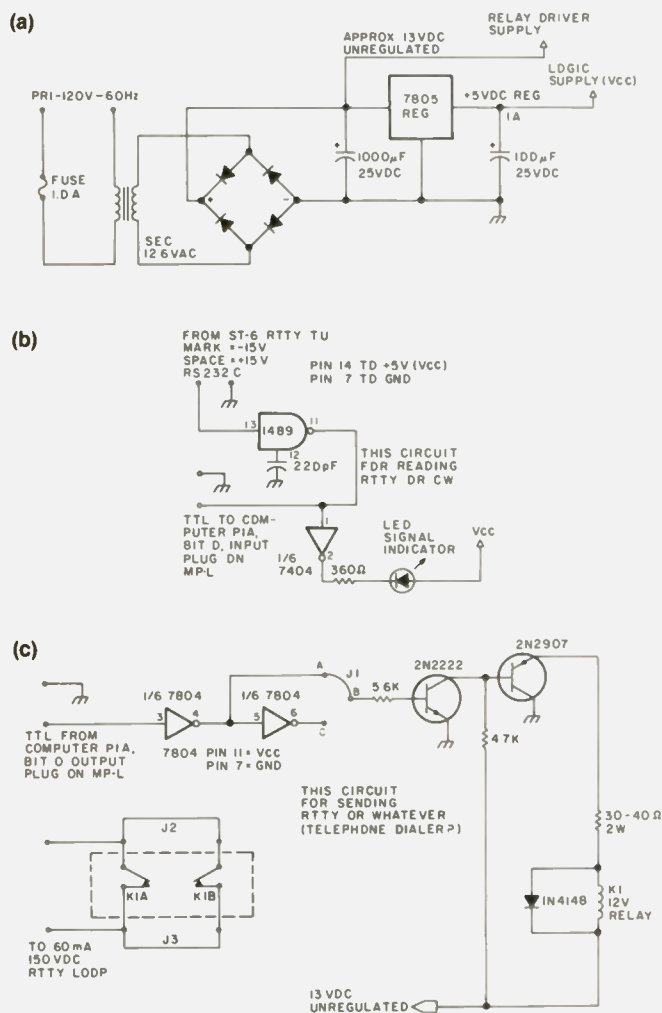 (a)
RELAY DRIVER
SUPPLY
APPROX 13VDC
UNREGULATED
LOGIC
SUPPLY (VCC)
PRI-120V-60Hz
7805
REG
+5VDC REG
1A
FUSE
1.0A
+
1000µF
25VDC
+
100µF
25VDC
+
-
SEC
12.6VAC
(b)
FROM ST-6 RTTY TU
MARK = -15V
SPACE = +15V
RS232C
PIN 14 TO +5V (VCC)
PIN 7 TO GND
13
1489
11
12
220pF
THIS CIRCUIT
FOR READING
RTTY OR CW
TTL TO COM-
PUTER PIA,
BIT 0, INPUT
PLUG ON
MP-L
1
2
1/6
7404
360Ω
LED
SIGNAL
INDICATOR
VCC
(c)
2N2907
2N2222
A
J1
B
C
1/6 7804
1/6 7804
5.6K
3
4
5
6
TTL FROM
COMPUTER PIA,
BIT 0 OUTPUT
PLUG ON MP-L
7804 PIN 11 = VCC
PIN 7 = GND
4.7K
THIS CIRCUIT
FOR SENDING
RTTY OR WHATEVER
(TELEPHONE DIALER?)
30-40Ω
2W
J2
K1A
K1B
J3
1N4148
K1
12V
RELAY
TO 60mA
150VDC
RTTY LOOP
13VDC
UNREGULATED